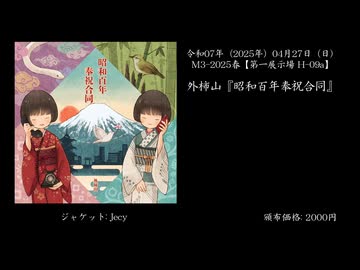 令和07年（2025年）04月27日（日）
M3-2025春【第一展示場 H-09a】
外柿山『昭和百年奉祝合同』
昭和百年
奉祝合同
ジャケット: Jecy
頒布価格: 2000円